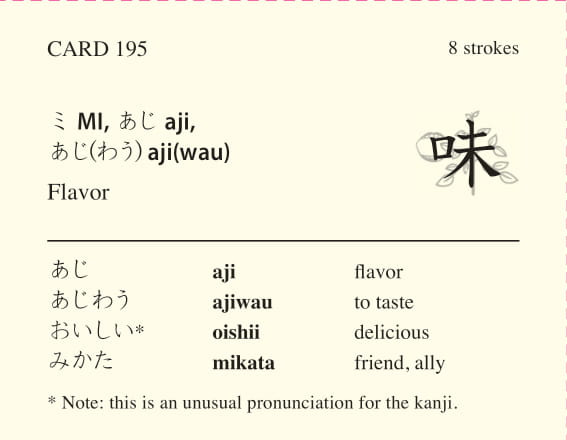 CARD 195
8 strokes
ミ MI, あじ aji,
あじ(わう) aji(wau)
味
Flavor
あじ aji flavor
あじわう ajiwau to taste
おいしい* oishii delicious
みかた mikata friend, ally
* Note: this is an unusual pronunciation for the kanji.